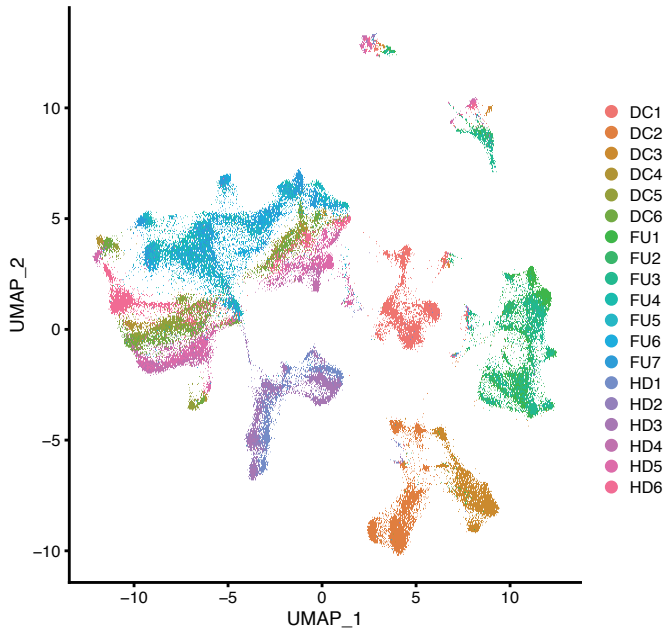 10
5
0
−5
−10
UMAP_2
−10
−5
0
5
10
UMAP_1
DC1
DC2
DC3
DC4
DC5
DC6
FU1
FU2
FU3
FU4
FU5
FU6
FU7
HD1
HD2
HD3
HD4
HD5
HD6